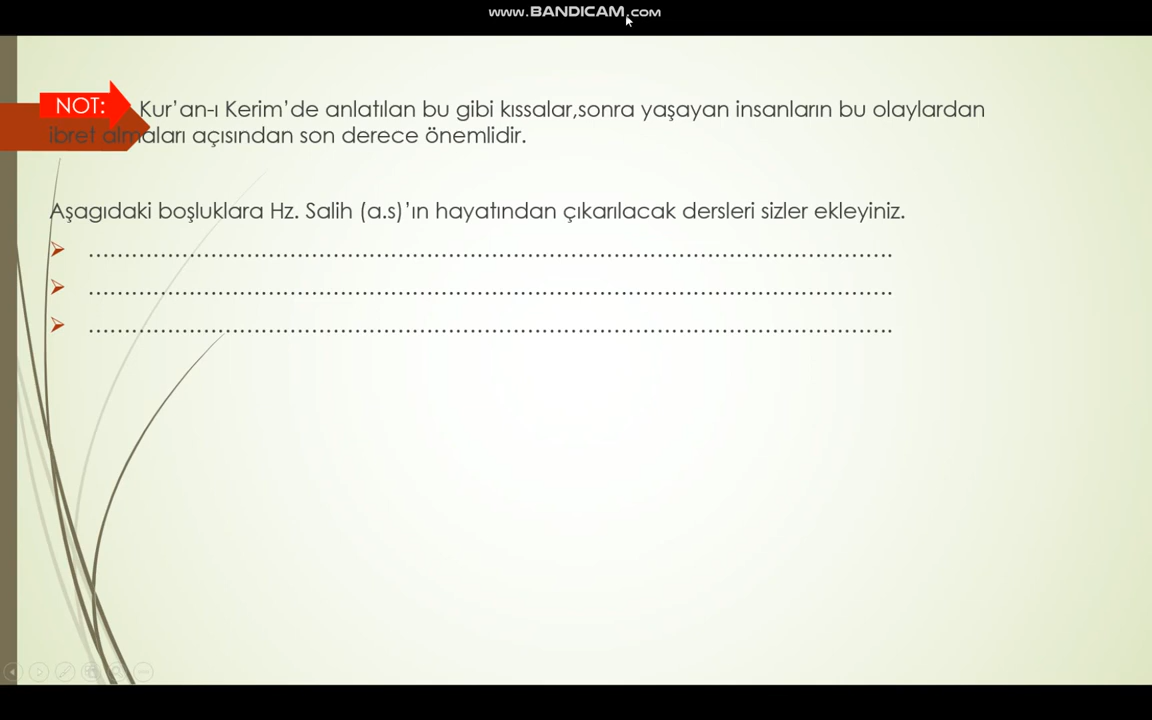 www.BANDICAM.COM
NOT:
Kur’an-ı Kerim’de anlatılan bu gibi kıssalar,sonra yaşayan insanların bu olaylardan
ibret almaları açısından son derece önemlidir.
Aşagıdaki boşluklara Hz. Salih (a.s)’ın hayatından çıkarılacak dersleri sizler ekleyiniz.
➢ ................................................................................................................
➢ ................................................................................................................
➢ ................................................................................................................